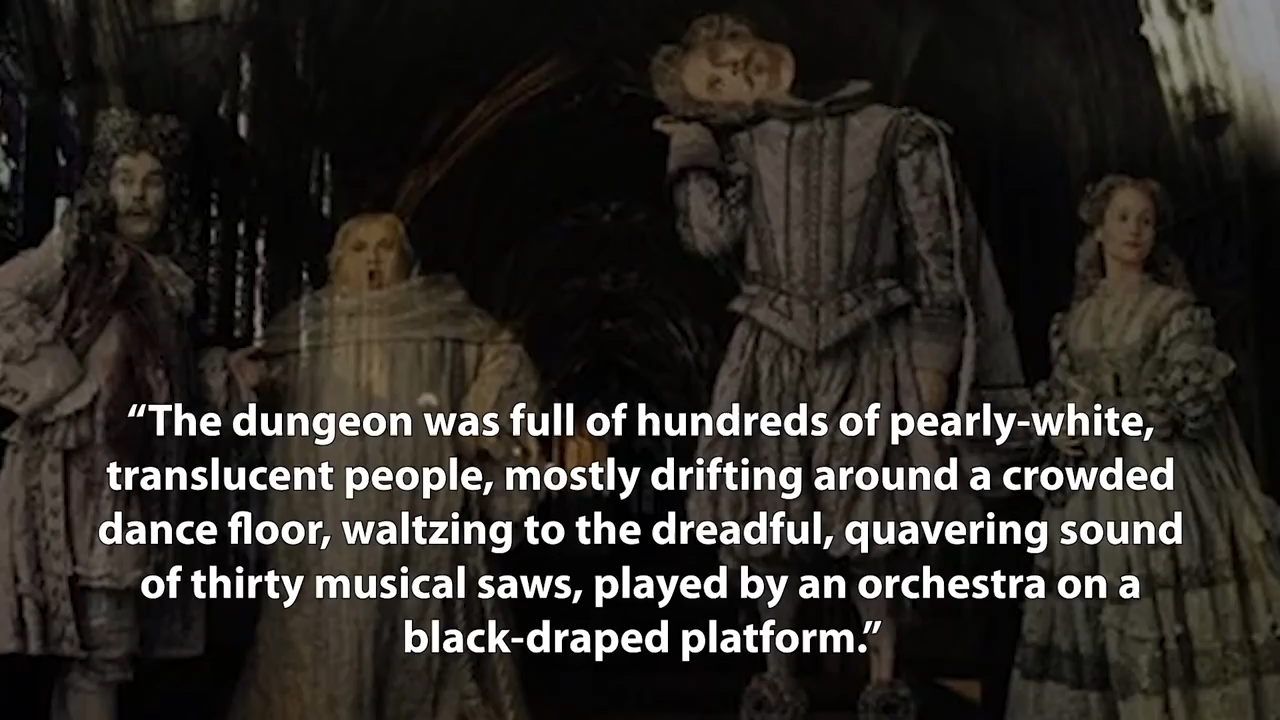 “The dungeon was full of hundreds of pearly-white,
translucent people, mostly drifting around a crowded
dance floor, waltzing to the dreadful, quavering sound
of thirty musical saws, played by an orchestra on a
black-draped platform.”